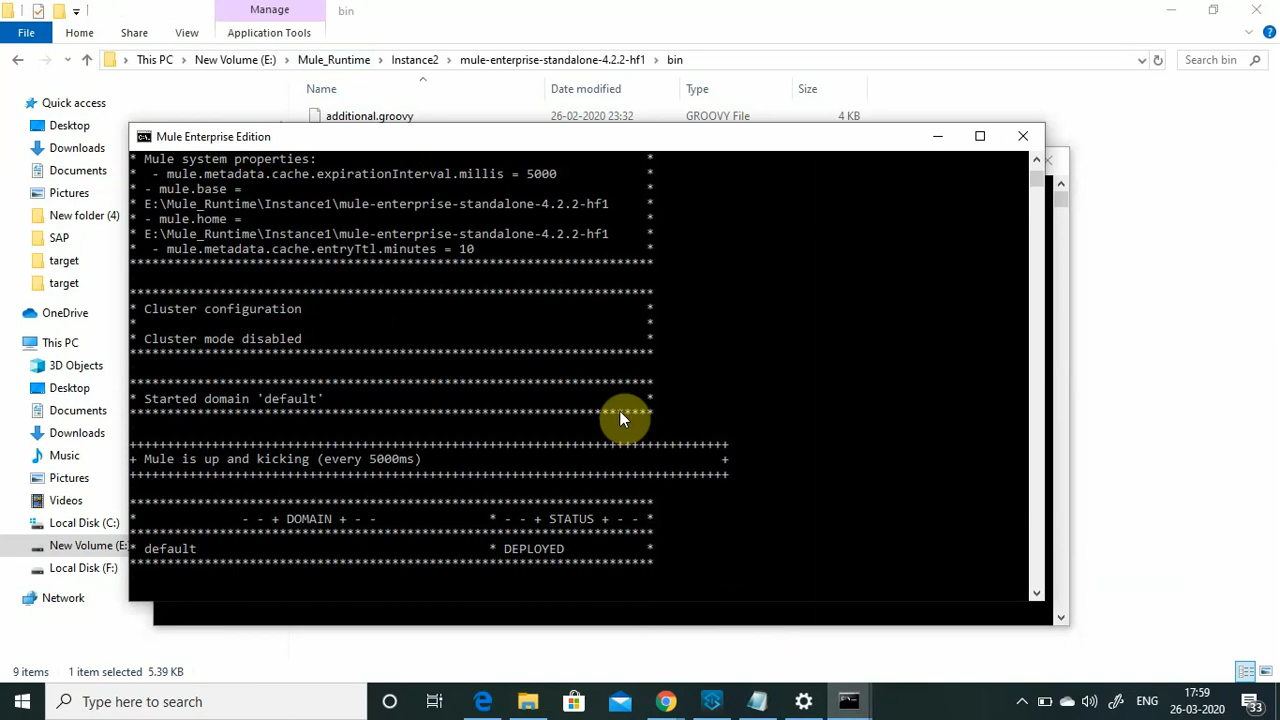 Manage
bin
File
Home
Share
View
Application Tools
This PC
New Volume (E:)
Mule_Runtime
Instance2
mule-enterprise-standalone-4.2.2-hf1
bin
Search bin
Name
Date modified
Type
Size
additional.groovy
26-02-2020 23:32
GROOVY File
4 KB
Quick access
Desktop
Downloads
Documents
Pictures
New folder (4)
SAP
target
target
OneDrive
This PC
3D Objects
Desktop
Documents
Downloads
Music
Pictures
Videos
Local Disk (C:)
New Volume (E:
Local Disk (F:)
Network
Mule Enterprise Edition
* Mule system properties: *
* - mule.metadata.cache.expirationInterval.millis = 5000 *
* - mule.base = *
* E:\Mule_Runtime\Instance1\mule-enterprise-standalone-4.2.2-hf1 *
* - mule.home = *
* E:\Mule_Runtime\Instance1\mule-enterprise-standalone-4.2.2-hf1 *
* - mule.metadata.cache.entryTtl.minutes = 10 *
**********************************************************************
**********************************************************************
* Cluster configuration *
* *
* Cluster mode disabled *
**********************************************************************
**********************************************************************
* Started domain 'default' *
**********************************************************************
++++++++++++++++++++++++++++++++++++++++++++++++++++++++++++++++++++++++++++++++
+ Mule is up and kicking (every 5000ms) +
++++++++++++++++++++++++++++++++++++++++++++++++++++++++++++++++++++++++++++++++
**********************************************************************
* - - + DOMAIN + - - * - - + STATUS + - - *
**********************************************************************
* default * DEPLOYED *
**********************************************************************
9 items
1 item selected 5.39 KB
Type here to search
ENG
17:59
26-03-2020
33